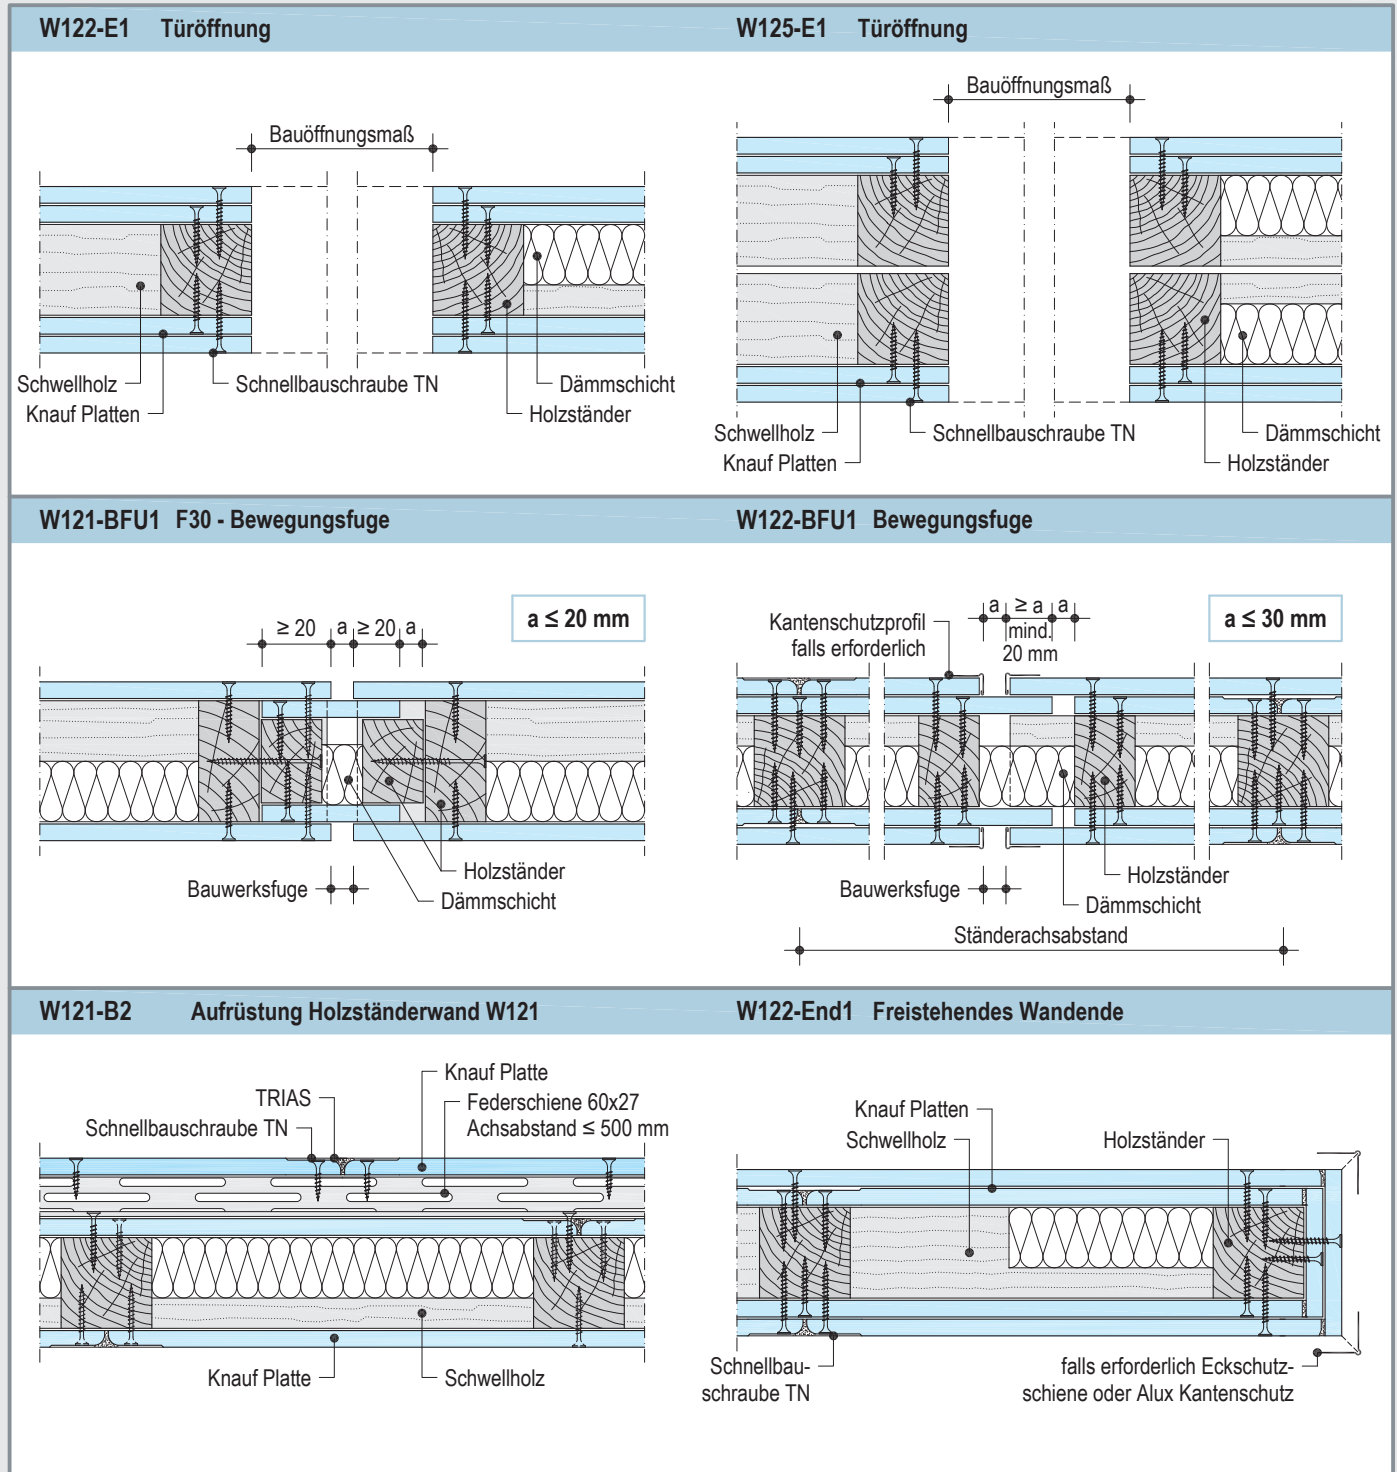 W122-E1 Türöffnung
Bauöffnungsmaß
Schwellholz
Schnellbauschraube TN
Dämmschicht
Knauf Platten
Holzständer
W125-E1 Türöffnung
Bauöffnungsmaß
Schwellholz
Schnellbauschraube TN
Dämmschicht
Knauf Platten
Holzständer
W121-BFU1 F30 - Bewegungsfuge
a ≤ 20 mm
≥ 20 a ≥ 20 a
Holzständer
Bauwerksfuge
Dämmschicht
W122-BFU1 Bewegungsfuge
a ≤ 30 mm
Kantenschutzprofil
falls erforderlich
a ≥ a a
mind.
20 mm
Holzständer
Bauwerksfuge
Dämmschicht
Ständerachsabstand
W121-B2 Aufrüstung Holzständerwand W121
Knauf Platte
TRIAS
Federschiene 60x27
Schnellbauschraube TN
Achsabstand ≤ 500 mm
Knauf Platte
Schwellholz
W122-End1 Freistehendes Wandende
Knauf Platten
Schwellholz
Holzständer
Schnellbau-
schraube TN
falls erforderlich Eckschutz-
schiene oder Alux Kantenschutz